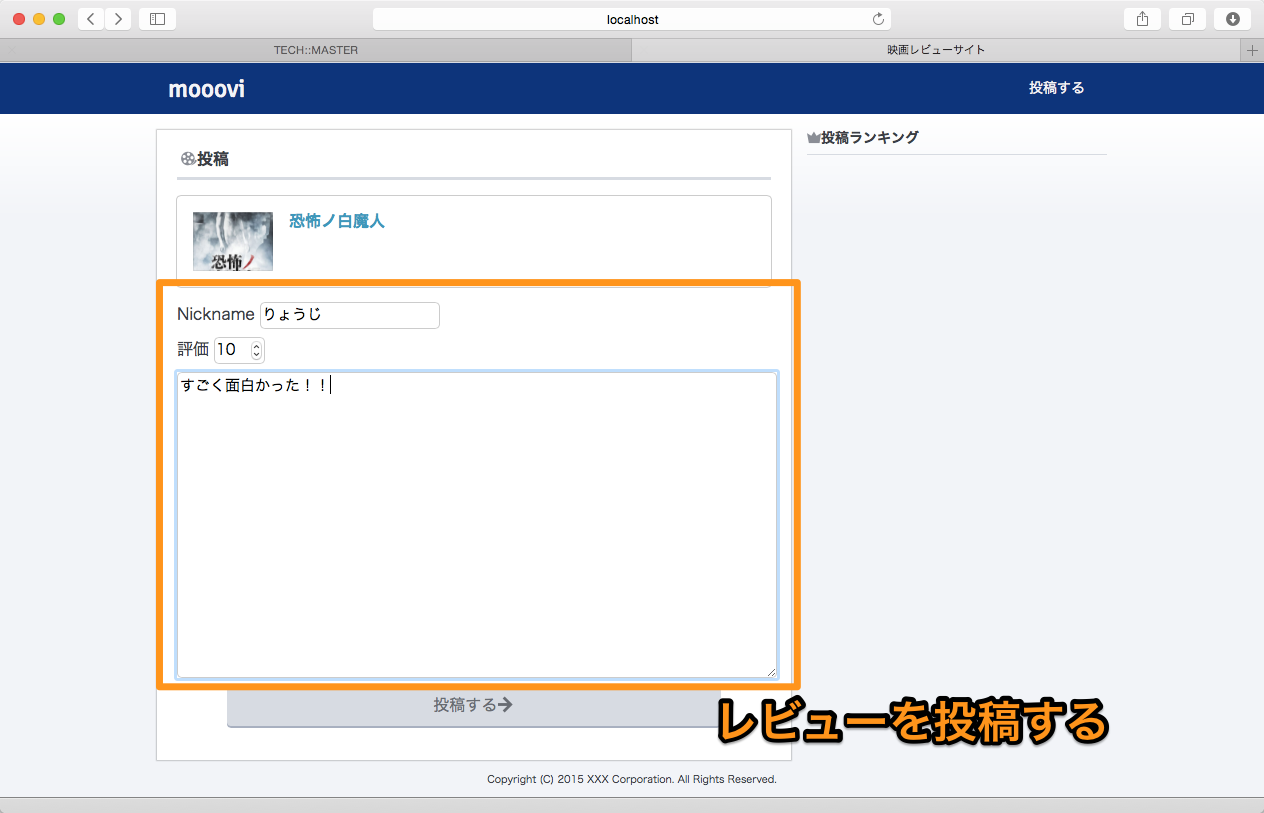 localhost
TECH::MASTER
映画レビューサイト
mooovi
投稿する
投稿
投稿ランキング
恐怖ノ白魔人
恐怖ノ
Nickname りょうじ
評価 10
すごく面白かった！！
投稿する
レビューを投稿する
Copyright (C) 2015 XXX Corporation. All Rights Reserved.